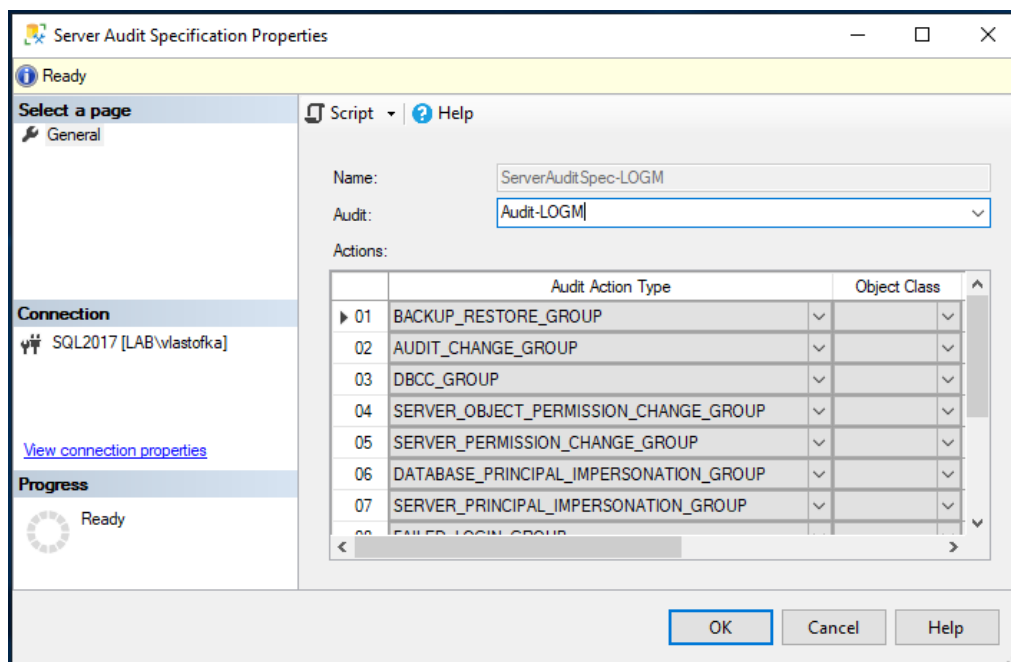 Server Audit Specification Properties
Ready
Select a page
General
Script Help
Name: ServerAuditSpec-LOGM
Audit: Audit-LOGM
Actions:
Audit Action Type Object Class
01 BACKUP_RESTORE_GROUP
02 AUDIT_CHANGE_GROUP
03 DBCC_GROUP
04 SERVER_OBJECT_PERMISSION_CHANGE_GROUP
05 SERVER_PERMISSION_CHANGE_GROUP
06 DATABASE_PRINCIPAL_IMPERSONATION_GROUP
07 SERVER_PRINCIPAL_IMPERSONATION_GROUP
08 FAILED_LOGIN_GROUP
Connection
SQL2017 [LAB\vlastofka]
View connection properties
Progress
Ready
OK Cancel Help